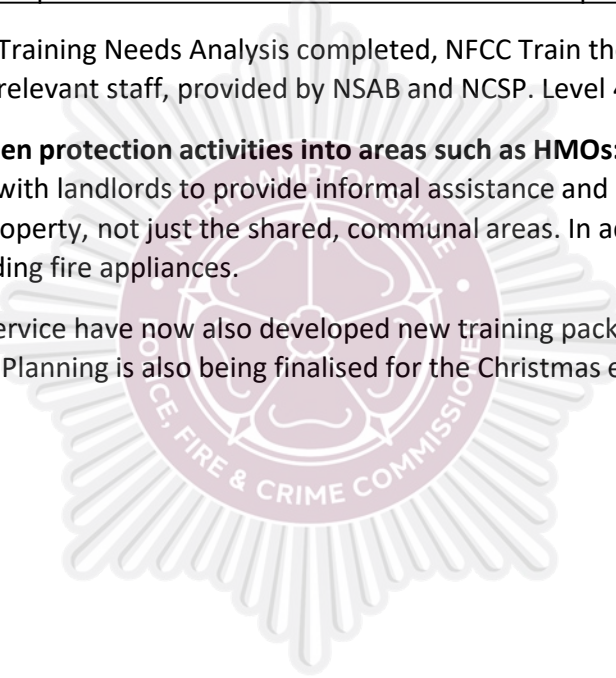 Training Needs Analysis completed, NFCC Train th
relevant staff, provided by NSAB and NCSP. Level
en protection activities into areas such as HMOs:
with landlords to provide informal assistance and
operty, not just the shared, communal areas. In a
ding fire appliances.
ervice have now also developed new training pack
Planning is also being finalised for the Christmas e
NORTHAMPTONSHIRE
POLICE, FIRE & CRIME COMMISSIONER